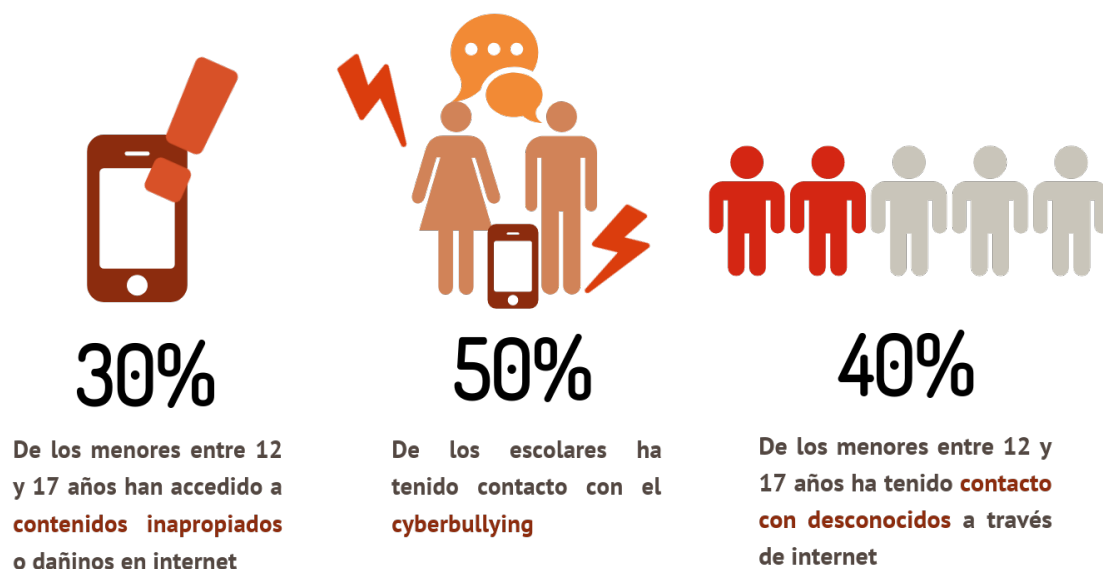 30%
De los menores entre 12
y 17 años han accedido a
contenidos inapropiados
o dañinos en internet
50%
De los escolares ha
tenido contacto con el
cyberbullying
40%
De los menores entre 12 y
17 años ha tenido contacto
con desconocidos a través
de internet